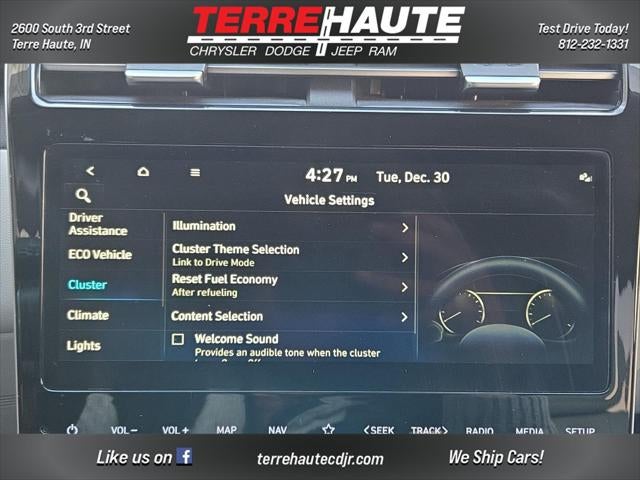 2600 South 3rd Street
Terre Haute, IN
TERRE HAUTE
CHRYSLER DODGE JEEP RAM
Test Drive Today!
812-232-1331
4:27 PM Tue, Dec. 30
Vehicle Settings
Driver
Assistance
ECO Vehicle
Cluster
Climate
Lights
Illumination
Cluster Theme Selection
Link to Drive Mode
Reset Fuel Economy
After refueling
Content Selection
Welcome Sound
Provides an audible tone when the cluster
VOL- VOL+ MAP NAV <SEEK TRACK> RADIO MEDIA SETUP
Like us on f
terrehautecdjr.com
We Ship Cars!